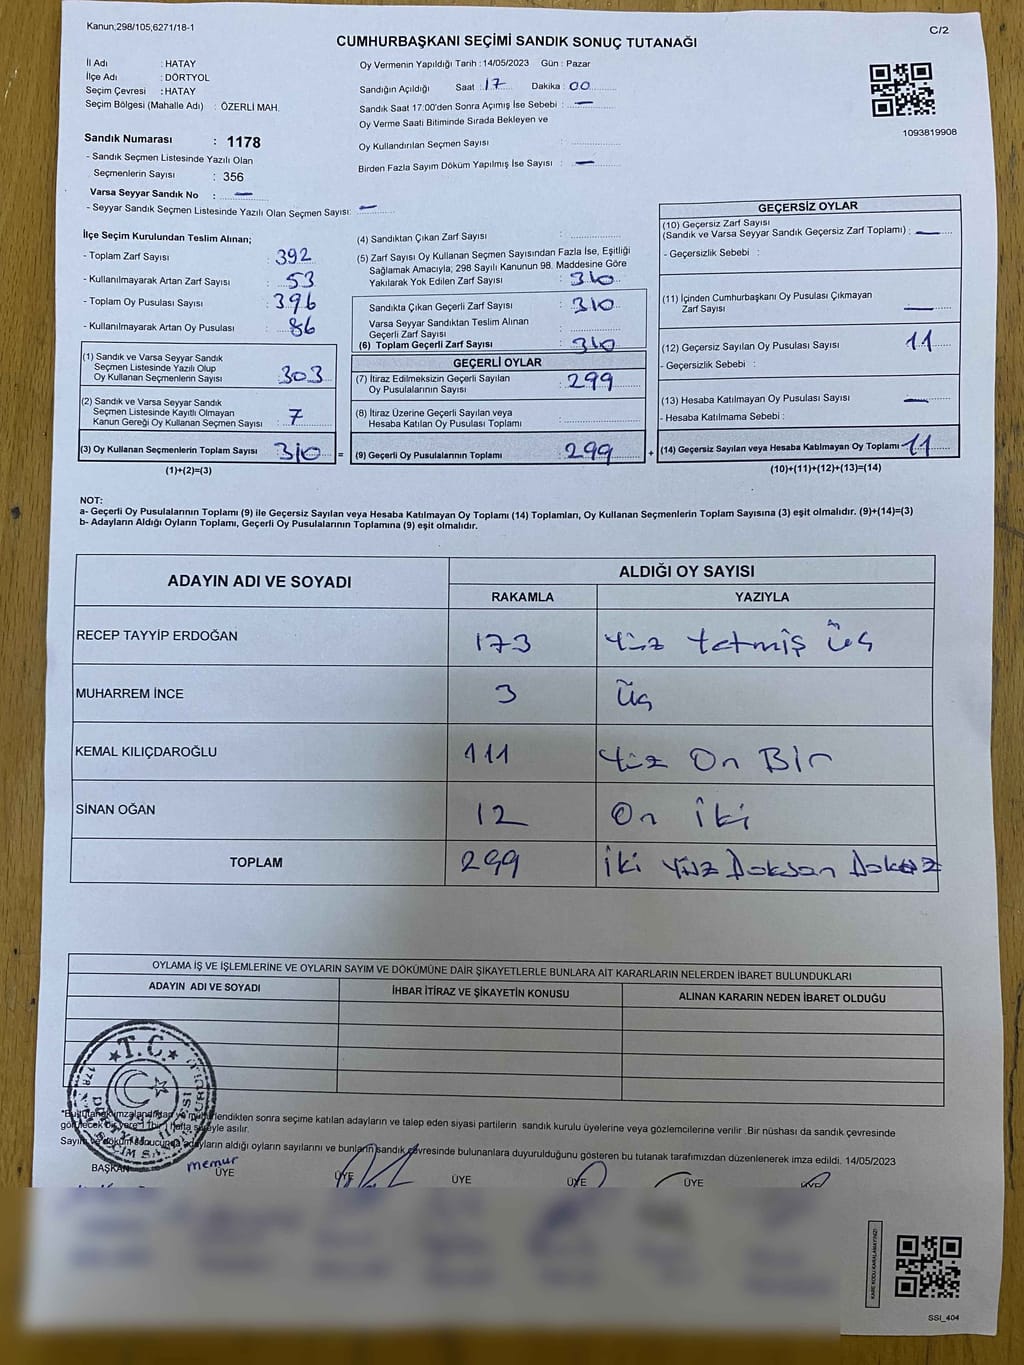 Kanun;298/105,6271/18-1
C/2
CUMHURBAŞKANI SEÇİMİ SANDIK SONUÇ TUTANAĞI
İl Adı : HATAY
İlçe Adı : DÖRTYOL
Seçim Çevresi : HATAY
Seçim Bölgesi (Mahalle Adı) : ÖZERLİ MAH.
Oy Vermenin Yapıldığı Tarih : 14/05/2023 Gün : Pazar
Sandığın Açıldığı Saat : 17 Dakika : 00
Sandık Saat 17:00'den Sonra Açımış İse Sebebi : —
Oy Verme Saati Bitiminde Sırada Bekleyen ve
Oy Kullandırılan Seçmen Sayısı :
Birden Fazla Sayım Döküm Yapılmış İse Sayısı : —
1093819908
Sandık Numarası : 1178
- Sandık Seçmen Listesinde Yazılı Olan
Seçmenlerin Sayısı : 356
Varsa Seyyar Sandık No : —
- Seyyar Sandık Seçmen Listesinde Yazılı Olan Seçmen Sayısı: —
İlçe Seçim Kurulundan Teslim Alınan;
- Toplam Zarf Sayısı : 392
- Kullanılmayarak Artan Zarf Sayısı : 53
- Toplam Oy Pusulası Sayısı : 396
- Kullanılmayarak Artan Oy Pusulası : 86
(1) Sandık ve Varsa Seyyar Sandık
Seçmen Listesinde Yazılı Olup
Oy Kullanan Seçmenlerin Sayısı : 303
(2) Sandık ve Varsa Seyyar Sandık
Seçmen Listesinde Kayıtlı Olmayan
Kanun Gereği Oy Kullanan Seçmen Sayısı : 7
(3) Oy Kullanan Seçmenlerin Toplam Sayısı 310
(1)+(2)=(3)
=
(4) Sandıktan Çıkan Zarf Sayısı :
(5) Zarf Sayısı Oy Kullanan Seçmen Sayısından Fazla İse, Eşitliği
Sağlamak Amacıyla; 298 Sayılı Kanunun 98. Maddesine Göre
Yakılarak Yok Edilen Zarf Sayısı : 310
Sandıkta Çıkan Geçerli Zarf Sayısı : 310
Varsa Seyyar Sandıktan Teslim Alınan
Geçerli Zarf Sayısı :
(6) Toplam Geçerli Zarf Sayısı : 310
GEÇERLİ OYLAR
(7) İtiraz Edilmeksizin Geçerli Sayılan
Oy Pusulalarının Sayısı : 299
(8) İtiraz Üzerine Geçerli Sayılan veya
Hesaba Katılan Oy Pusulası Toplamı :
(9) Geçerli Oy Pusulalarının Toplamı : 299
+
GEÇERSİZ OYLAR
(10) Geçersiz Zarf Sayısı
(Sandık ve Varsa Seyyar Sandık Geçersiz Zarf Toplamı) : —
- Geçersizlik Sebebi :
(11) İçinden Cumhurbaşkanı Oy Pusulası Çıkmayan
Zarf Sayısı : —
(12) Geçersiz Sayılan Oy Pusulası Sayısı : 11
- Geçersizlik Sebebi :
(13) Hesaba Katılmayan Oy Pusulası Sayısı : —
- Hesaba Katılmama Sebebi :
(14) Geçersiz Sayılan veya Hesaba Katılmayan Oy Toplamı 11
(10)+(11)+(12)+(13)=(14)
NOT:
a- Geçerli Oy Pusulalarının Toplamı (9) ile Geçersiz Sayılan veya Hesaba Katılmayan Oy Toplamı (14) Toplamları, Oy Kullanan Seçmenlerin Toplam Sayısına (3) eşit olmalıdır. (9)+(14)=(3)
b- Adayların Aldığı Oyların Toplamı, Geçerli Oy Pusulalarının Toplamına (9) eşit olmalıdır.
ADAYIN ADI VE SOYADI
ALDIĞI OY SAYISI
RAKAMLA YAZIYLA
RECEP TAYYİP ERDOĞAN 173 Yüz Yetmiş Üç
MUHARREM İNCE 3 Üç
KEMAL KILIÇDAROĞLU 111 Yüz On Bir
SİNAN OĞAN 12 On iki
TOPLAM 299 iki Yüz Doksan Dokuz
OYLAMA İŞ VE İŞLEMLERİNE VE OYLARIN SAYIM VE DÖKÜMÜNE DAİR ŞİKAYETLERLE BUNLARA AİT KARARLARIN NELERDEN İBARET BULUNDUKLARI
ADAYIN ADI VE SOYADI İHBAR İTİRAZ VE ŞİKAYETİN KONUSU ALINAN KARARIN NEDEN İBARET OLDUĞU
T.C.
sonra seçime katılan adayların ve talep eden siyasi partilerin sandık kurulu üyelerine veya gözlemcilerine verilir. Bir nüshası da sandık çevresinde
asılır.
aldığı oyların sayılarını ve bunların sandık çevresinde bulunanlara duyurulduğunu gösteren bu tutanak tarafımızdan düzenlenerek imza edildi. 14/05/2023
BAŞKAN memur ÜYE ÜYE ÜYE ÜYE ÜYE ÜYE
KARE KODU KARALAMAYINIZ!
SSI_404